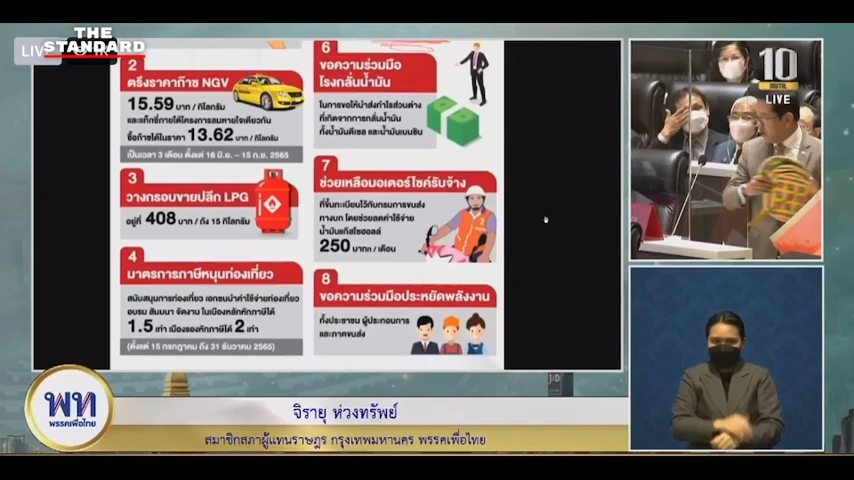 LIVE
THE
STANDARD
2
ตรึงราคาก๊าซ NGV
15.59 บาท / กิโลกรัม
และแท็กซี่ภายใต้โครงการลมหายใจเดียวกัน
ซื้อก๊าซได้ในราคา 13.62 บาท / กิโลกรัม
เป็นเวลา 3 เดือน ตั้งแต่ 16 มิ.ย. – 15 ก.ย. 2565
3
วางกรอบขายปลีก LPG
อยู่ที่ 408 บาท / ถัง 15 กิโลกรัม
4
มาตรการภาษีหนุนท่องเที่ยว
สนับสนุนการท่องเที่ยว เอกชนนำค่าใช้จ่ายท่องเที่ยว
อบรม สัมมนา จัดงาน ในเมืองหลักหักภาษีได้
1.5 เท่า เมืองรองหักภาษีได้ 2 เท่า
(ตั้งแต่ 15 กรกฎาคม ถึง 31 ธันวาคม 2565)
6
ขอความร่วมมือ
โรงกลั่นน้ำมัน
ในการขอให้นำส่งกำไรส่วนต่าง
ที่เกิดจากการกลั่นน้ำมัน
ทั้งน้ำมันดีเซล และน้ำมันเบนซิน
7
ช่วยเหลือมอเตอร์ไซค์รับจ้าง
ที่ขึ้นทะเบียนไว้กับกรมการขนส่ง
ทางบก โดยช่วยลดค่าใช้จ่าย
น้ำมันแก๊สโซฮอล์
250 บาท / เดือน
8
ขอความร่วมมือประหยัดพลังงาน
ทั้งประชาชน ผู้ประกอบการ
และภาคขนส่ง
10
DIGITAL
LIVE
พท
พรรคเพื่อไทย
จิรายุ ห่วงทรัพย์
สมาชิกสภาผู้แทนราษฎร กรุงเทพมหานคร พรรคเพื่อไทย